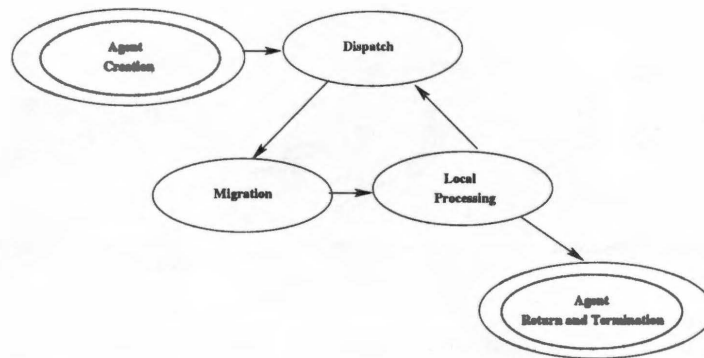 Agent
Creation
Dispatch
Migration
Local
Processing
Agent
Return and Termination